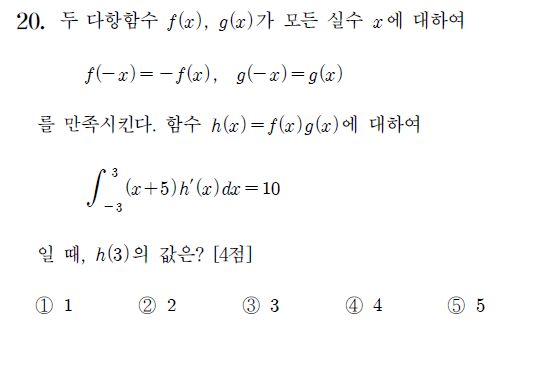 20. 두 다항함수 f(x), g(x)가 모든 실수 x에 대하여
f(−x)=−f(x), g(−x)=g(x)
를 만족시킨다. 함수 h(x)=f(x)g(x)에 대하여
∫_{-3}^{3} (x+5)h′(x)dx=10
일 때, h(3)의 값은? [4점]
① 1 ② 2 ③ 3 ④ 4 ⑤ 5